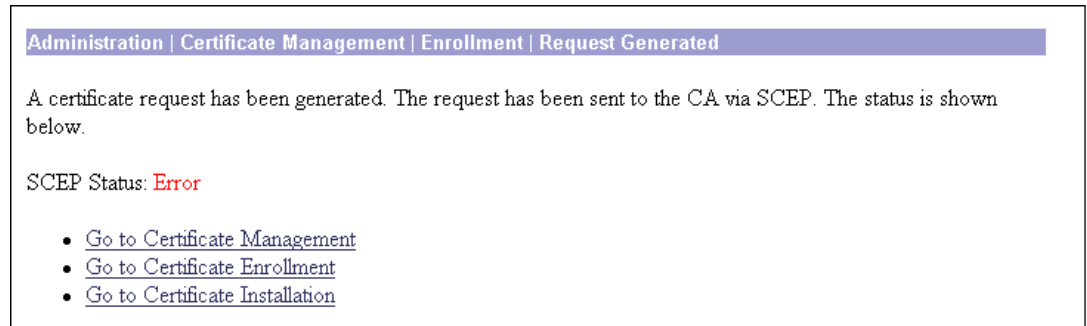 Administration | Certificate Management | Enrollment | Request Generated
A certificate request has been generated. The request has been sent to the CA via SCEP. The status is shown
below.
SCEP Status: Error
Go to Certificate Management
Go to Certificate Enrollment
Go to Certificate Installation